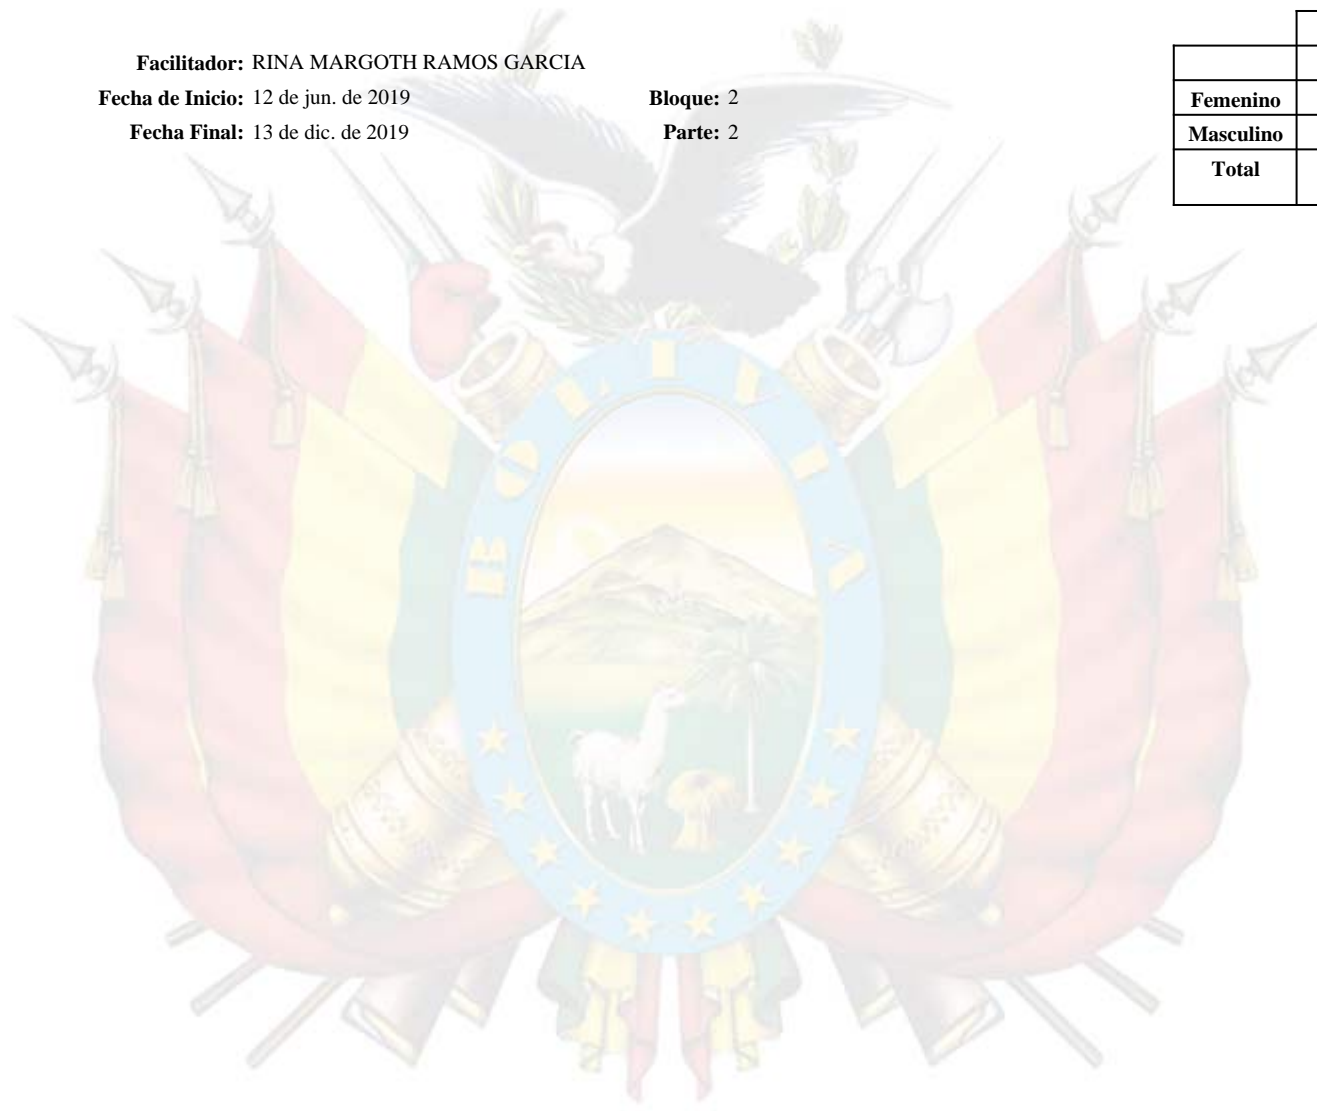 Facilitador: RINA MARGOTH RAMOS GARCIA
Fecha de Inicio: 12 de jun. de 2019 Bloque: 2
Fecha Final: 13 de dic. de 2019 Parte: 2
Femenino
Masculino
Total
BOLIVIA